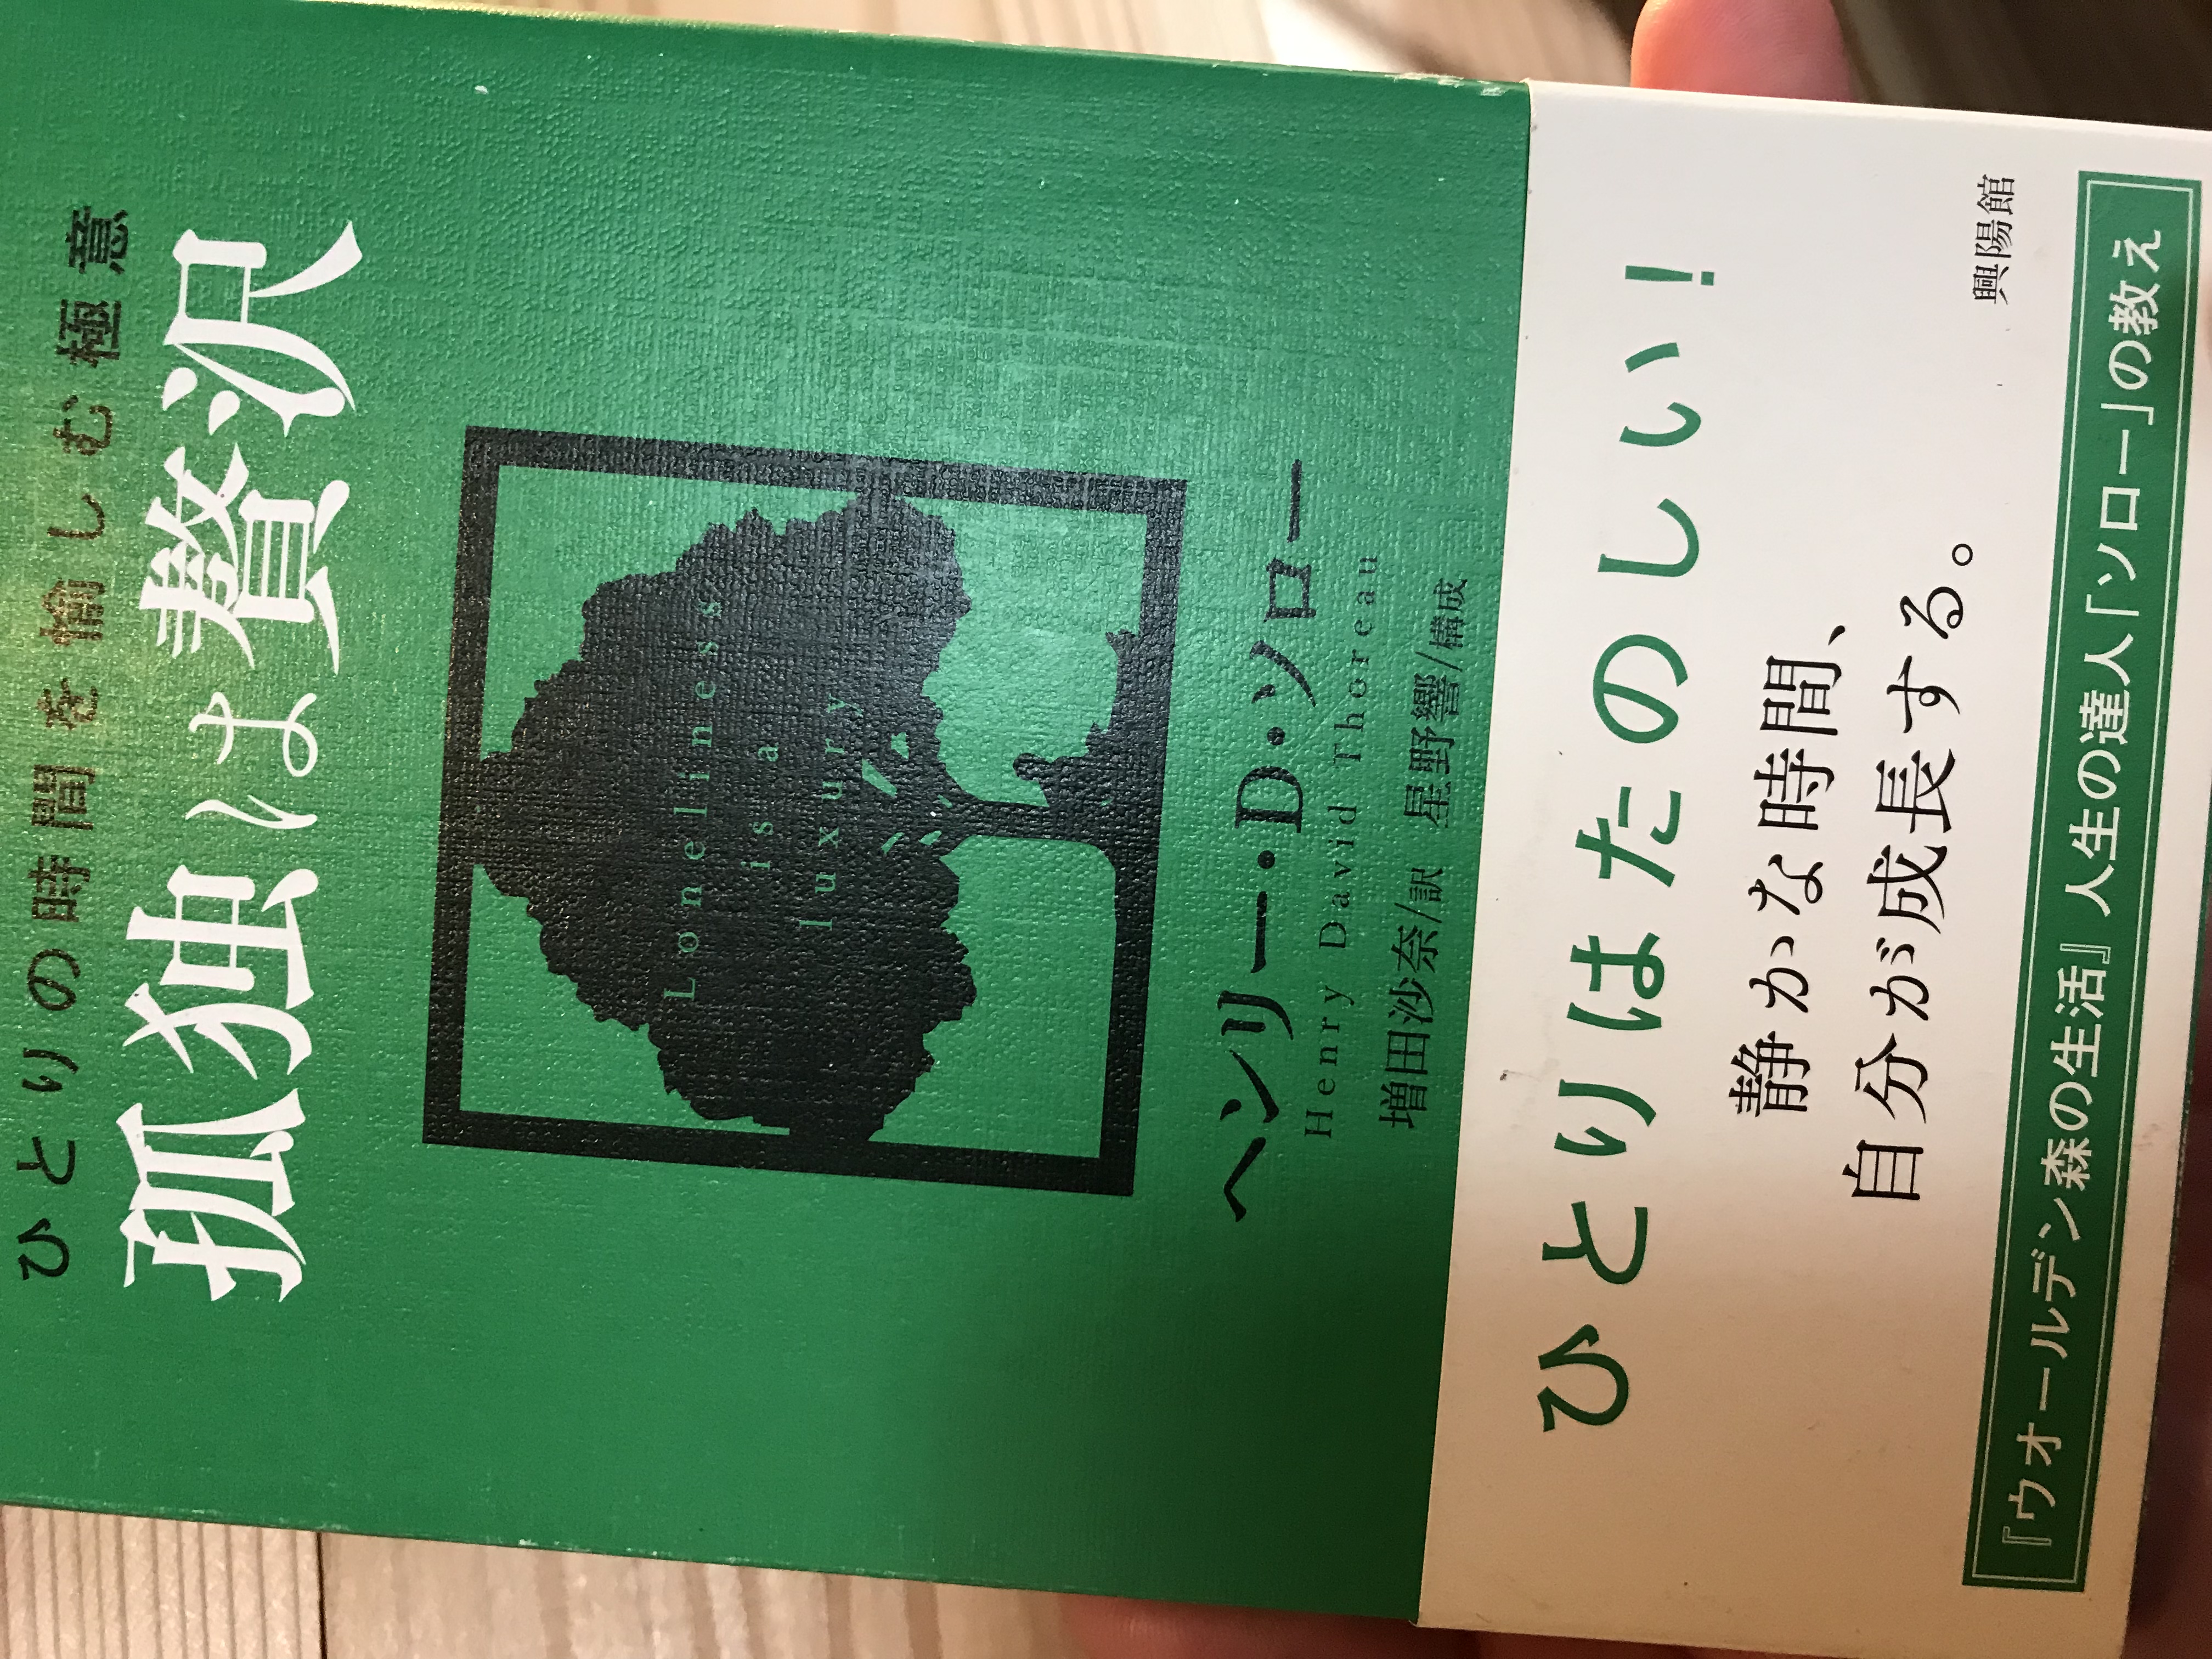 ひとりの時間を愉しむ極意
孤独は贅沢
Loneliness
is a
luxury
ヘンリー・D・ソロー
Henry David Thoreau
増田沙奈/訳 星野響/構成
ひとりはたのしい!
静かな時間、
自分が成長する。
興陽館
『ウォールデン森の生活』人生の達人「ソロー」の教え